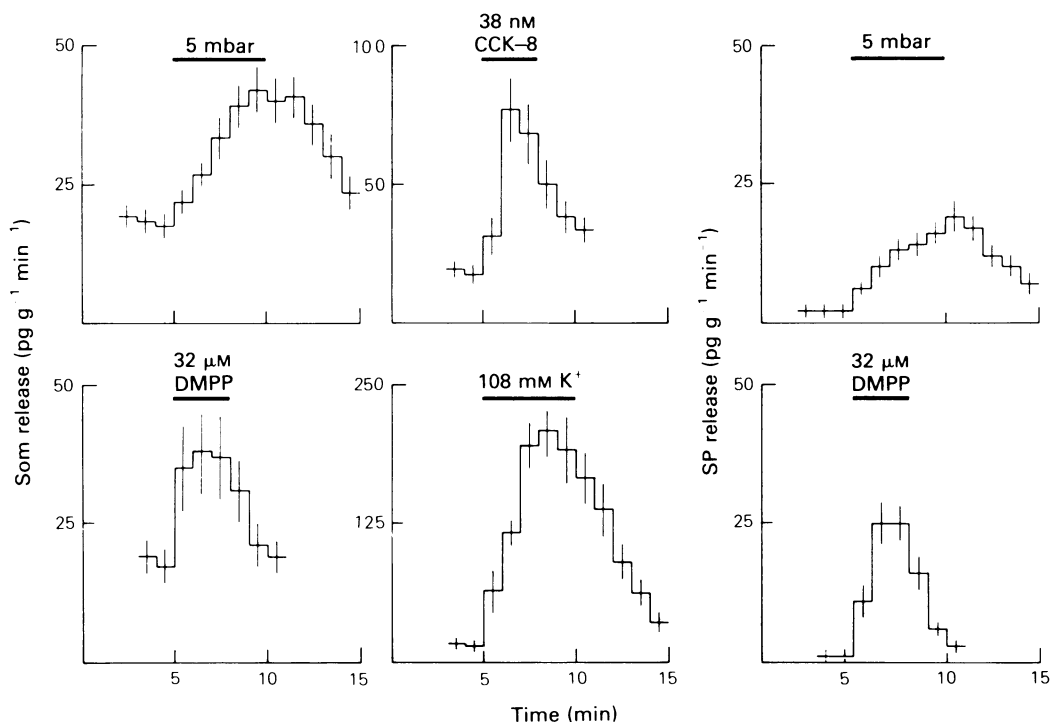 50
25
5 mbar
Som release (pg g⁻¹ min⁻¹)
38 nM
CCK–8
100
50
5 mbar
50
25
SP release (pg g⁻¹ min⁻¹)
32 μM
DMPP
50
25
5
10
15
108 mM K⁺
250
125
5
10
15
32 μM
DMPP
50
25
5
10
15
Time (min)